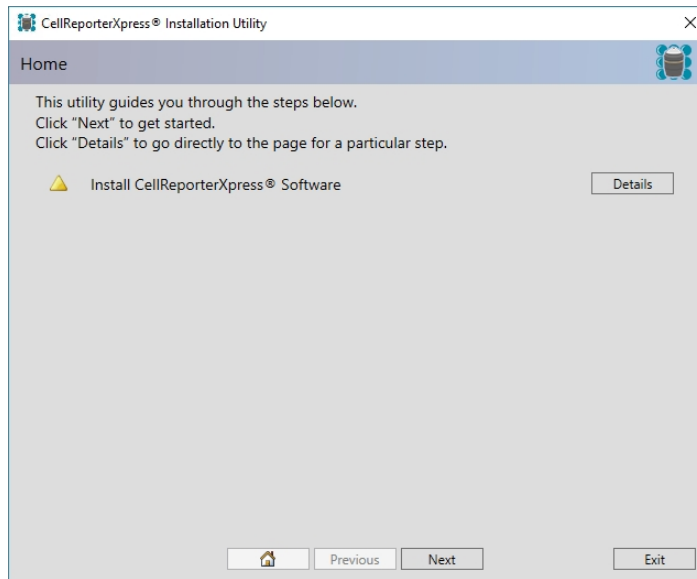 CellReporterXpress® Installation Utility
Home
This utility guides you through the steps below.
Click “Next” to get started.
Click “Details” to go directly to the page for a particular step.
Install CellReporterXpress® Software
Details
Previous
Next
Exit